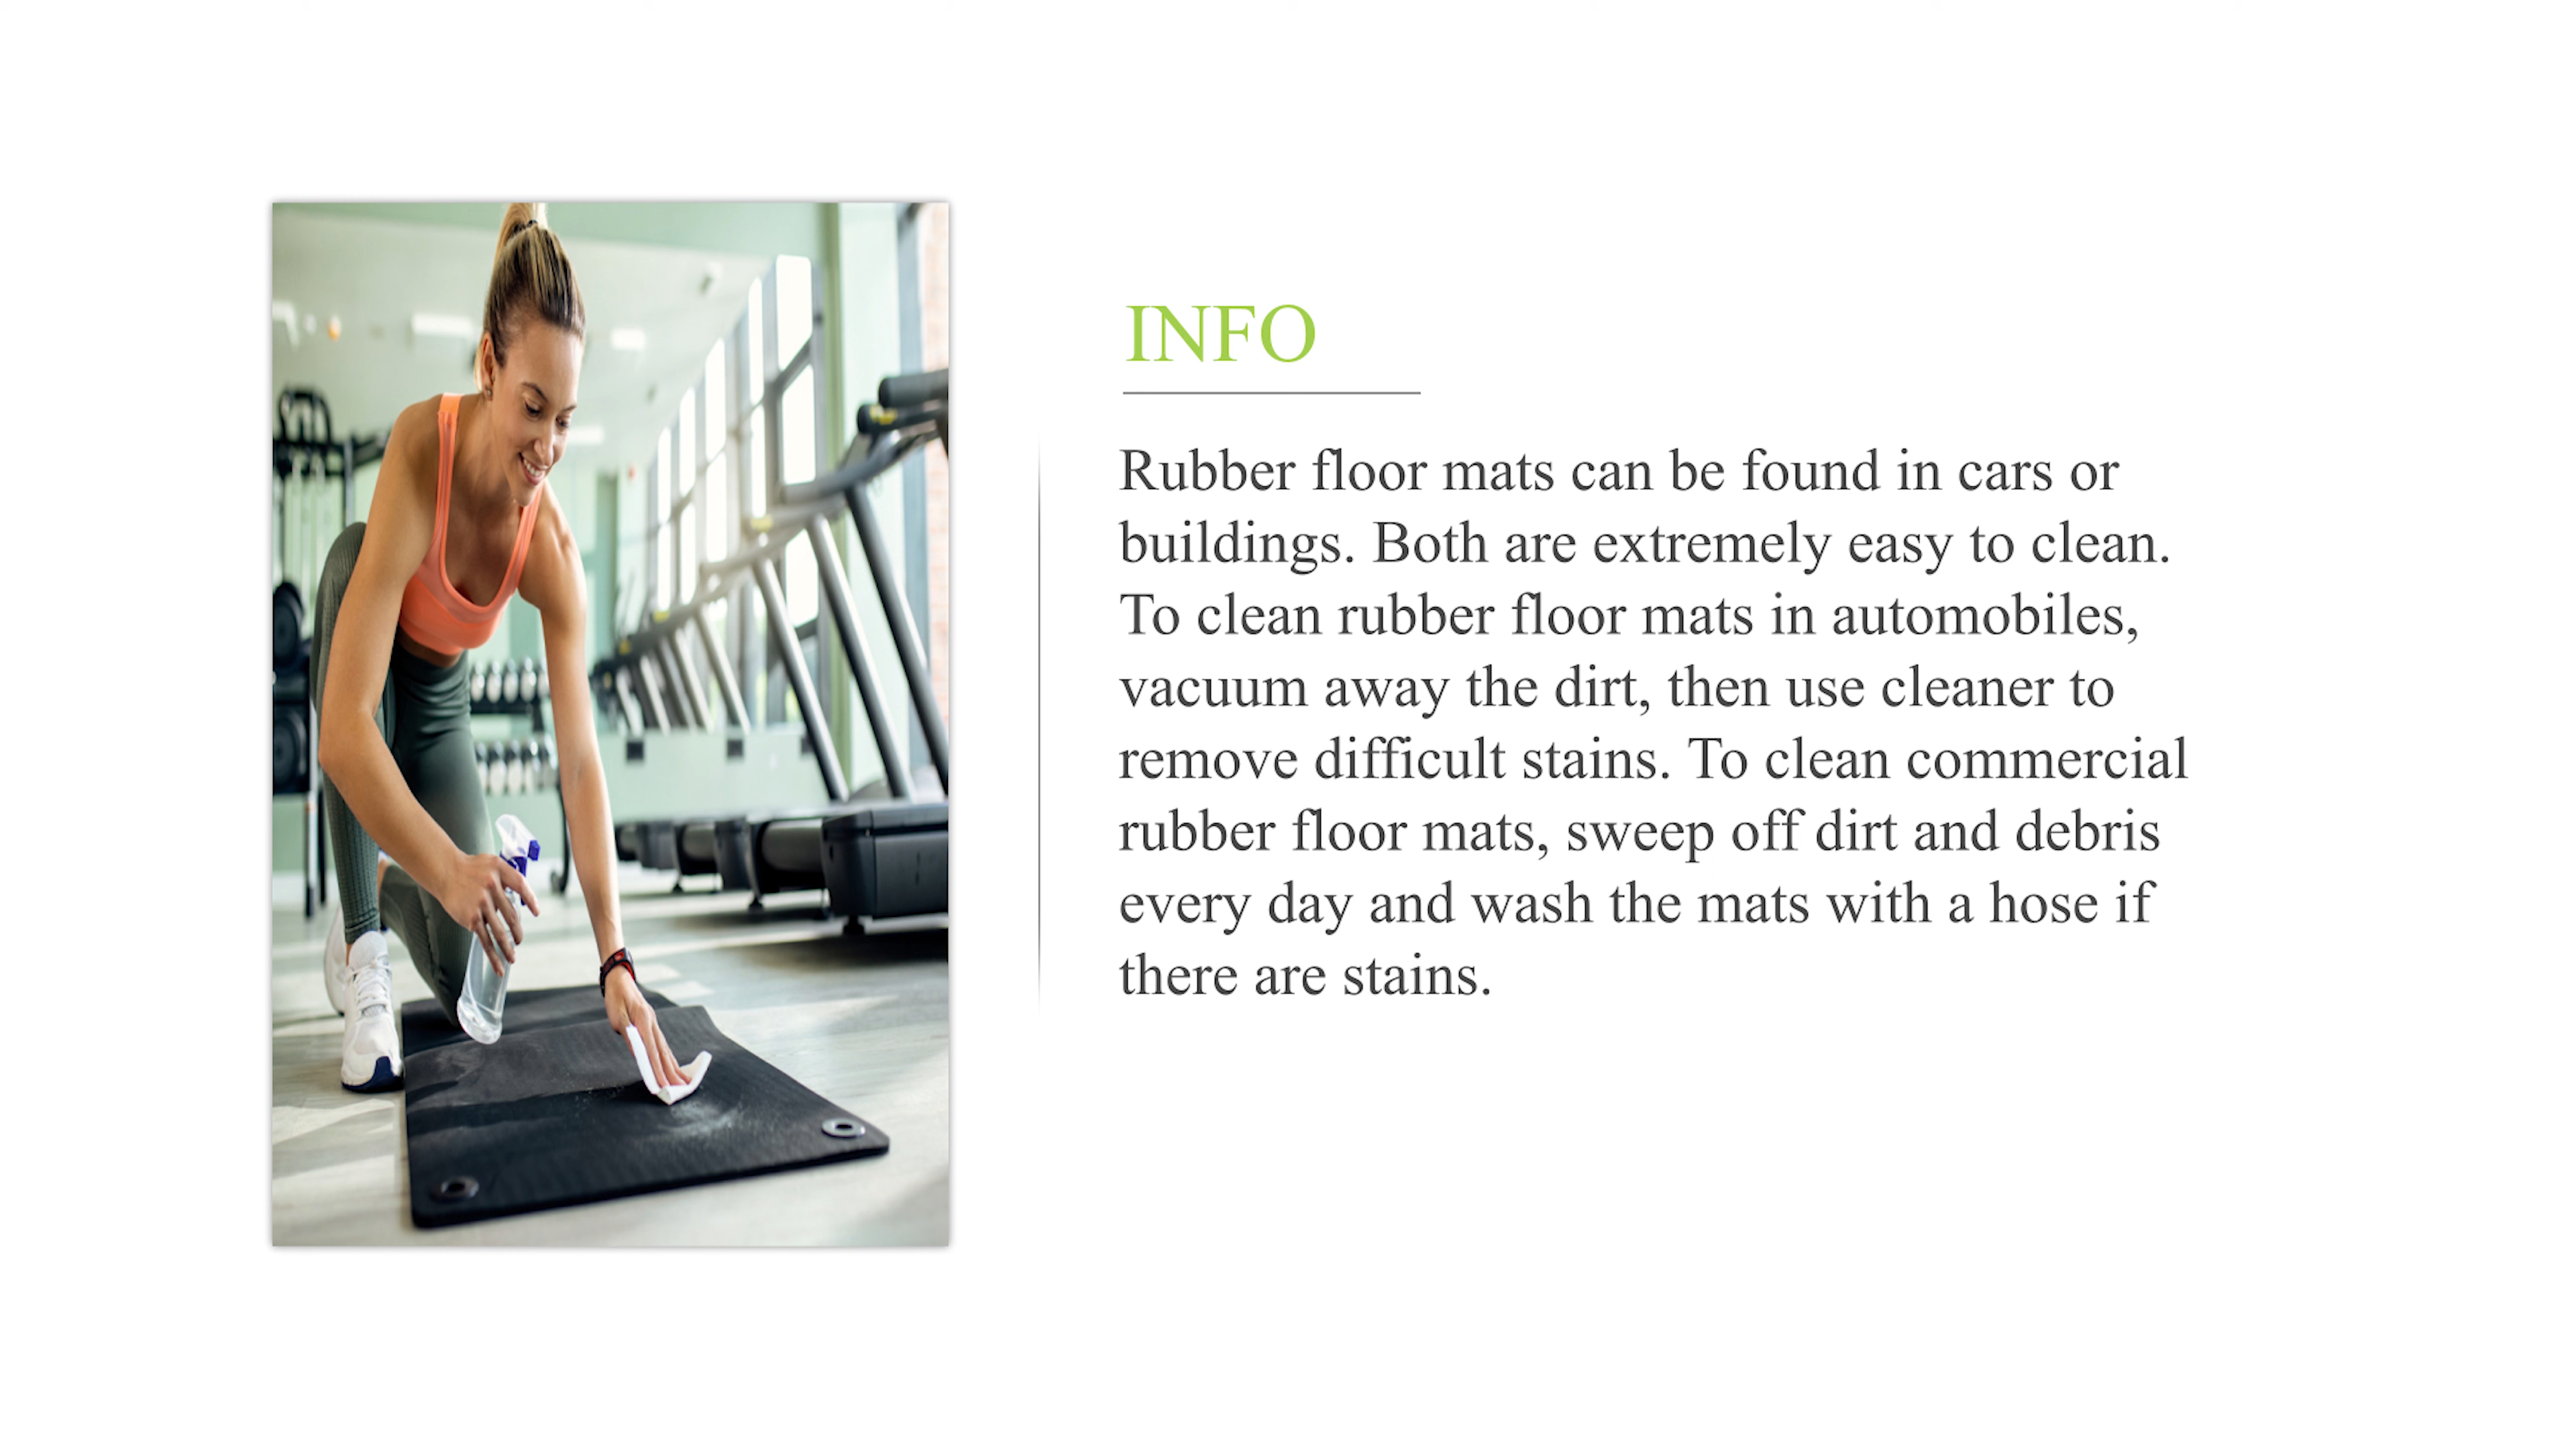 INFO
Rubber floor mats can be found in cars or
buildings. Both are extremely easy to clean.
To clean rubber floor mats in automobiles,
vacuum away the dirt, then use cleaner to
remove difficult stains. To clean commercial
rubber floor mats, sweep off dirt and debris
every day and wash the mats with a hose if
there are stains.